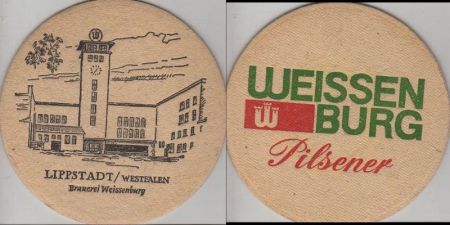 LIPPSTADT/WESTFALEN
Brauerei Weissenburg
WEISSEN
W BURG
Pilsener